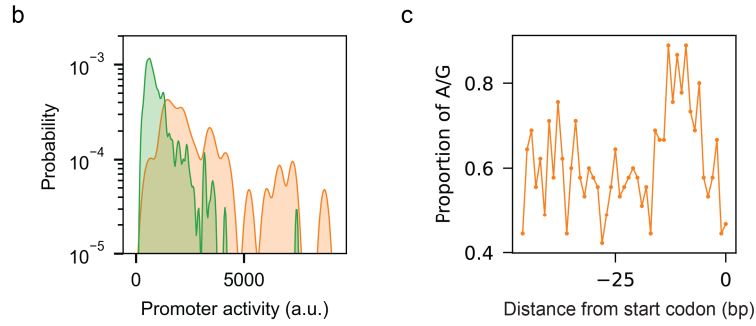 b
Probability
10⁻³
10⁻⁴
10⁻⁵
0 5000
Promoter activity (a.u.)
c
Proportion of A/G
0.8
0.6
0.4
−25 0
Distance from start codon (bp)